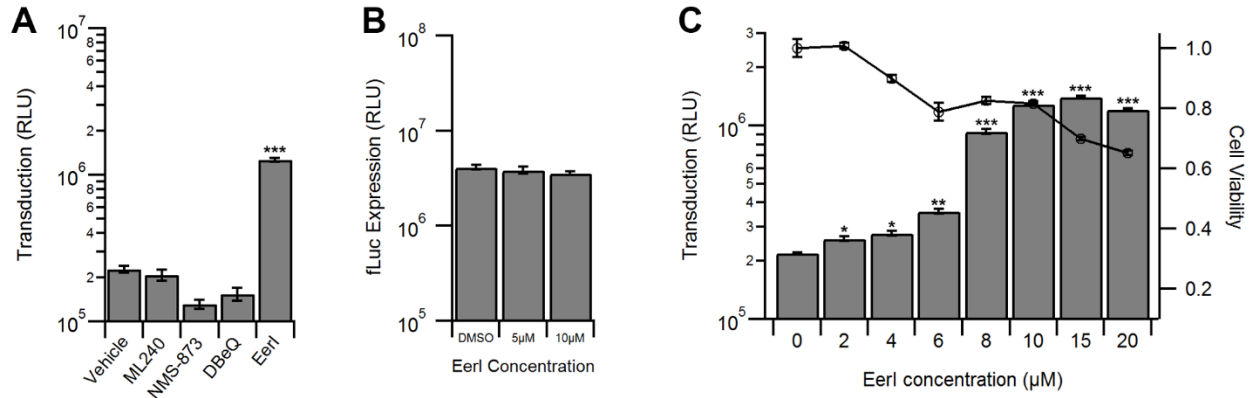 A
Transduction (RLU)
10^7
8
6
4
2
10^6
8
6
4
2
10^5
***
Vehicle
ML240
NMS-873
DBeQ
EerI
B
fLuc Expression (RLU)
10^8
10^7
10^6
10^5
DMSO 5µM 10µM
EerI Concentration
C
Transduction (RLU)
3
2
10^6
8
6
5
4
3
2
10^5
* * ** *** *** *** ***
0 2 4 6 8 10 15 20
EerI concentration (µM)
1.0
0.8
0.6
0.4
0.2
Cell Viability